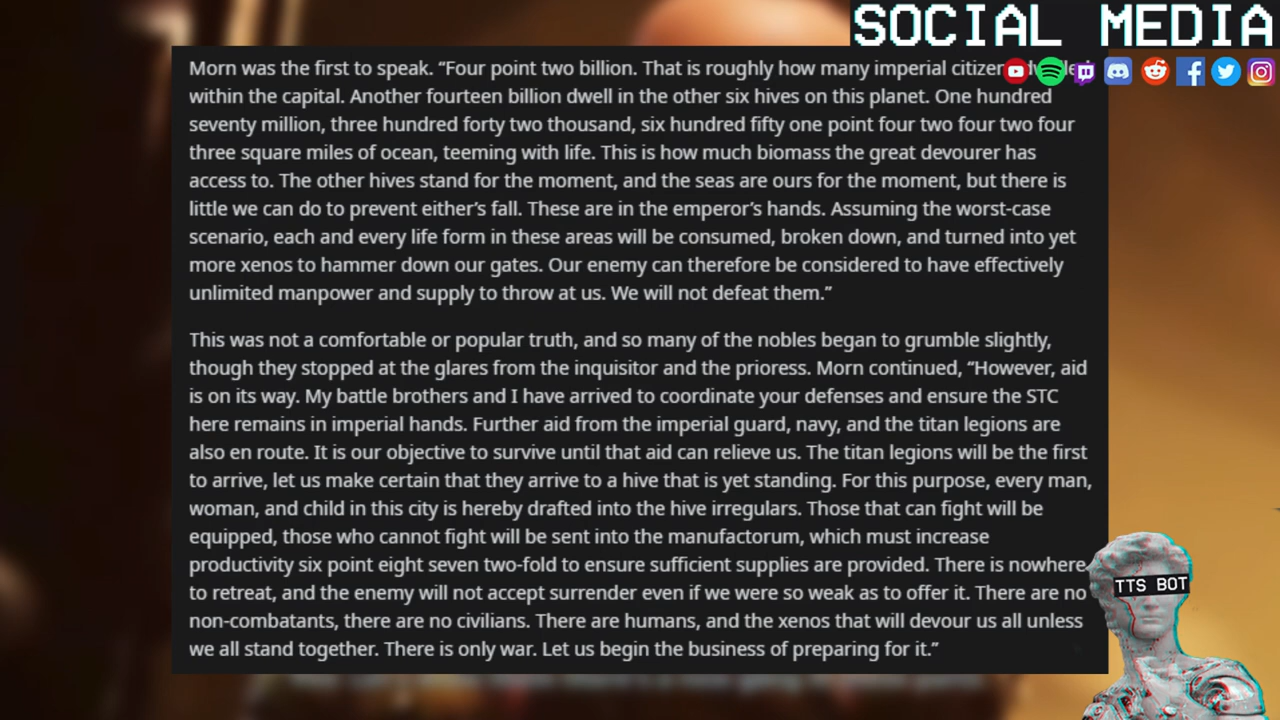 SOCIAL MEDIA
Morn was the first to speak. “Four point two billion. That is roughly how many imperial
within the capital. Another fourteen billion dwell in the other six hives on this planet. One hundred
seventy million, three hundred forty two thousand, six hundred fifty one point four two four two four
three square miles of ocean, teeming with life. This is how much biomass the great devourer has
access to. The other hives stand for the moment, and the seas are ours for the moment, but there is
little we can do to prevent either’s fall. These are in the emperor’s hands. Assuming the worst-case
scenario, each and every life form in these areas will be consumed, broken down, and turned into yet
more xenos to hammer down our gates. Our enemy can therefore be considered to have effectively
unlimited manpower and supply to throw at us. We will not defeat them.”
This was not a comfortable or popular truth, and so many of the nobles began to grumble slightly,
though they stopped at the glares from the inquisitor and the prioress. Morn continued, “However, aid
is on its way. My battle brothers and I have arrived to coordinate your defenses and ensure the STC
here remains in imperial hands. Further aid from the imperial guard, navy, and the titan legions are
also en route. It is our objective to survive until that aid can relieve us. The titan legions will be the first
to arrive, let us make certain that they arrive to a hive that is yet standing. For this purpose, every man,
woman, and child in this city is hereby drafted into the hive irregulars. Those that can fight will be
equipped, those who cannot fight will be sent into the manufactorum, which must increase
productivity six point eight seven two-fold to ensure sufficient supplies are provided. There is nowhere
to retreat, and the enemy will not accept surrender even if we were so weak as to offer it. There are no
non-combatants, there are no civilians. There are humans, and the xenos that will devour us all unless
we all stand together. There is only war. Let us begin the business of preparing for it.”
TTS BOT